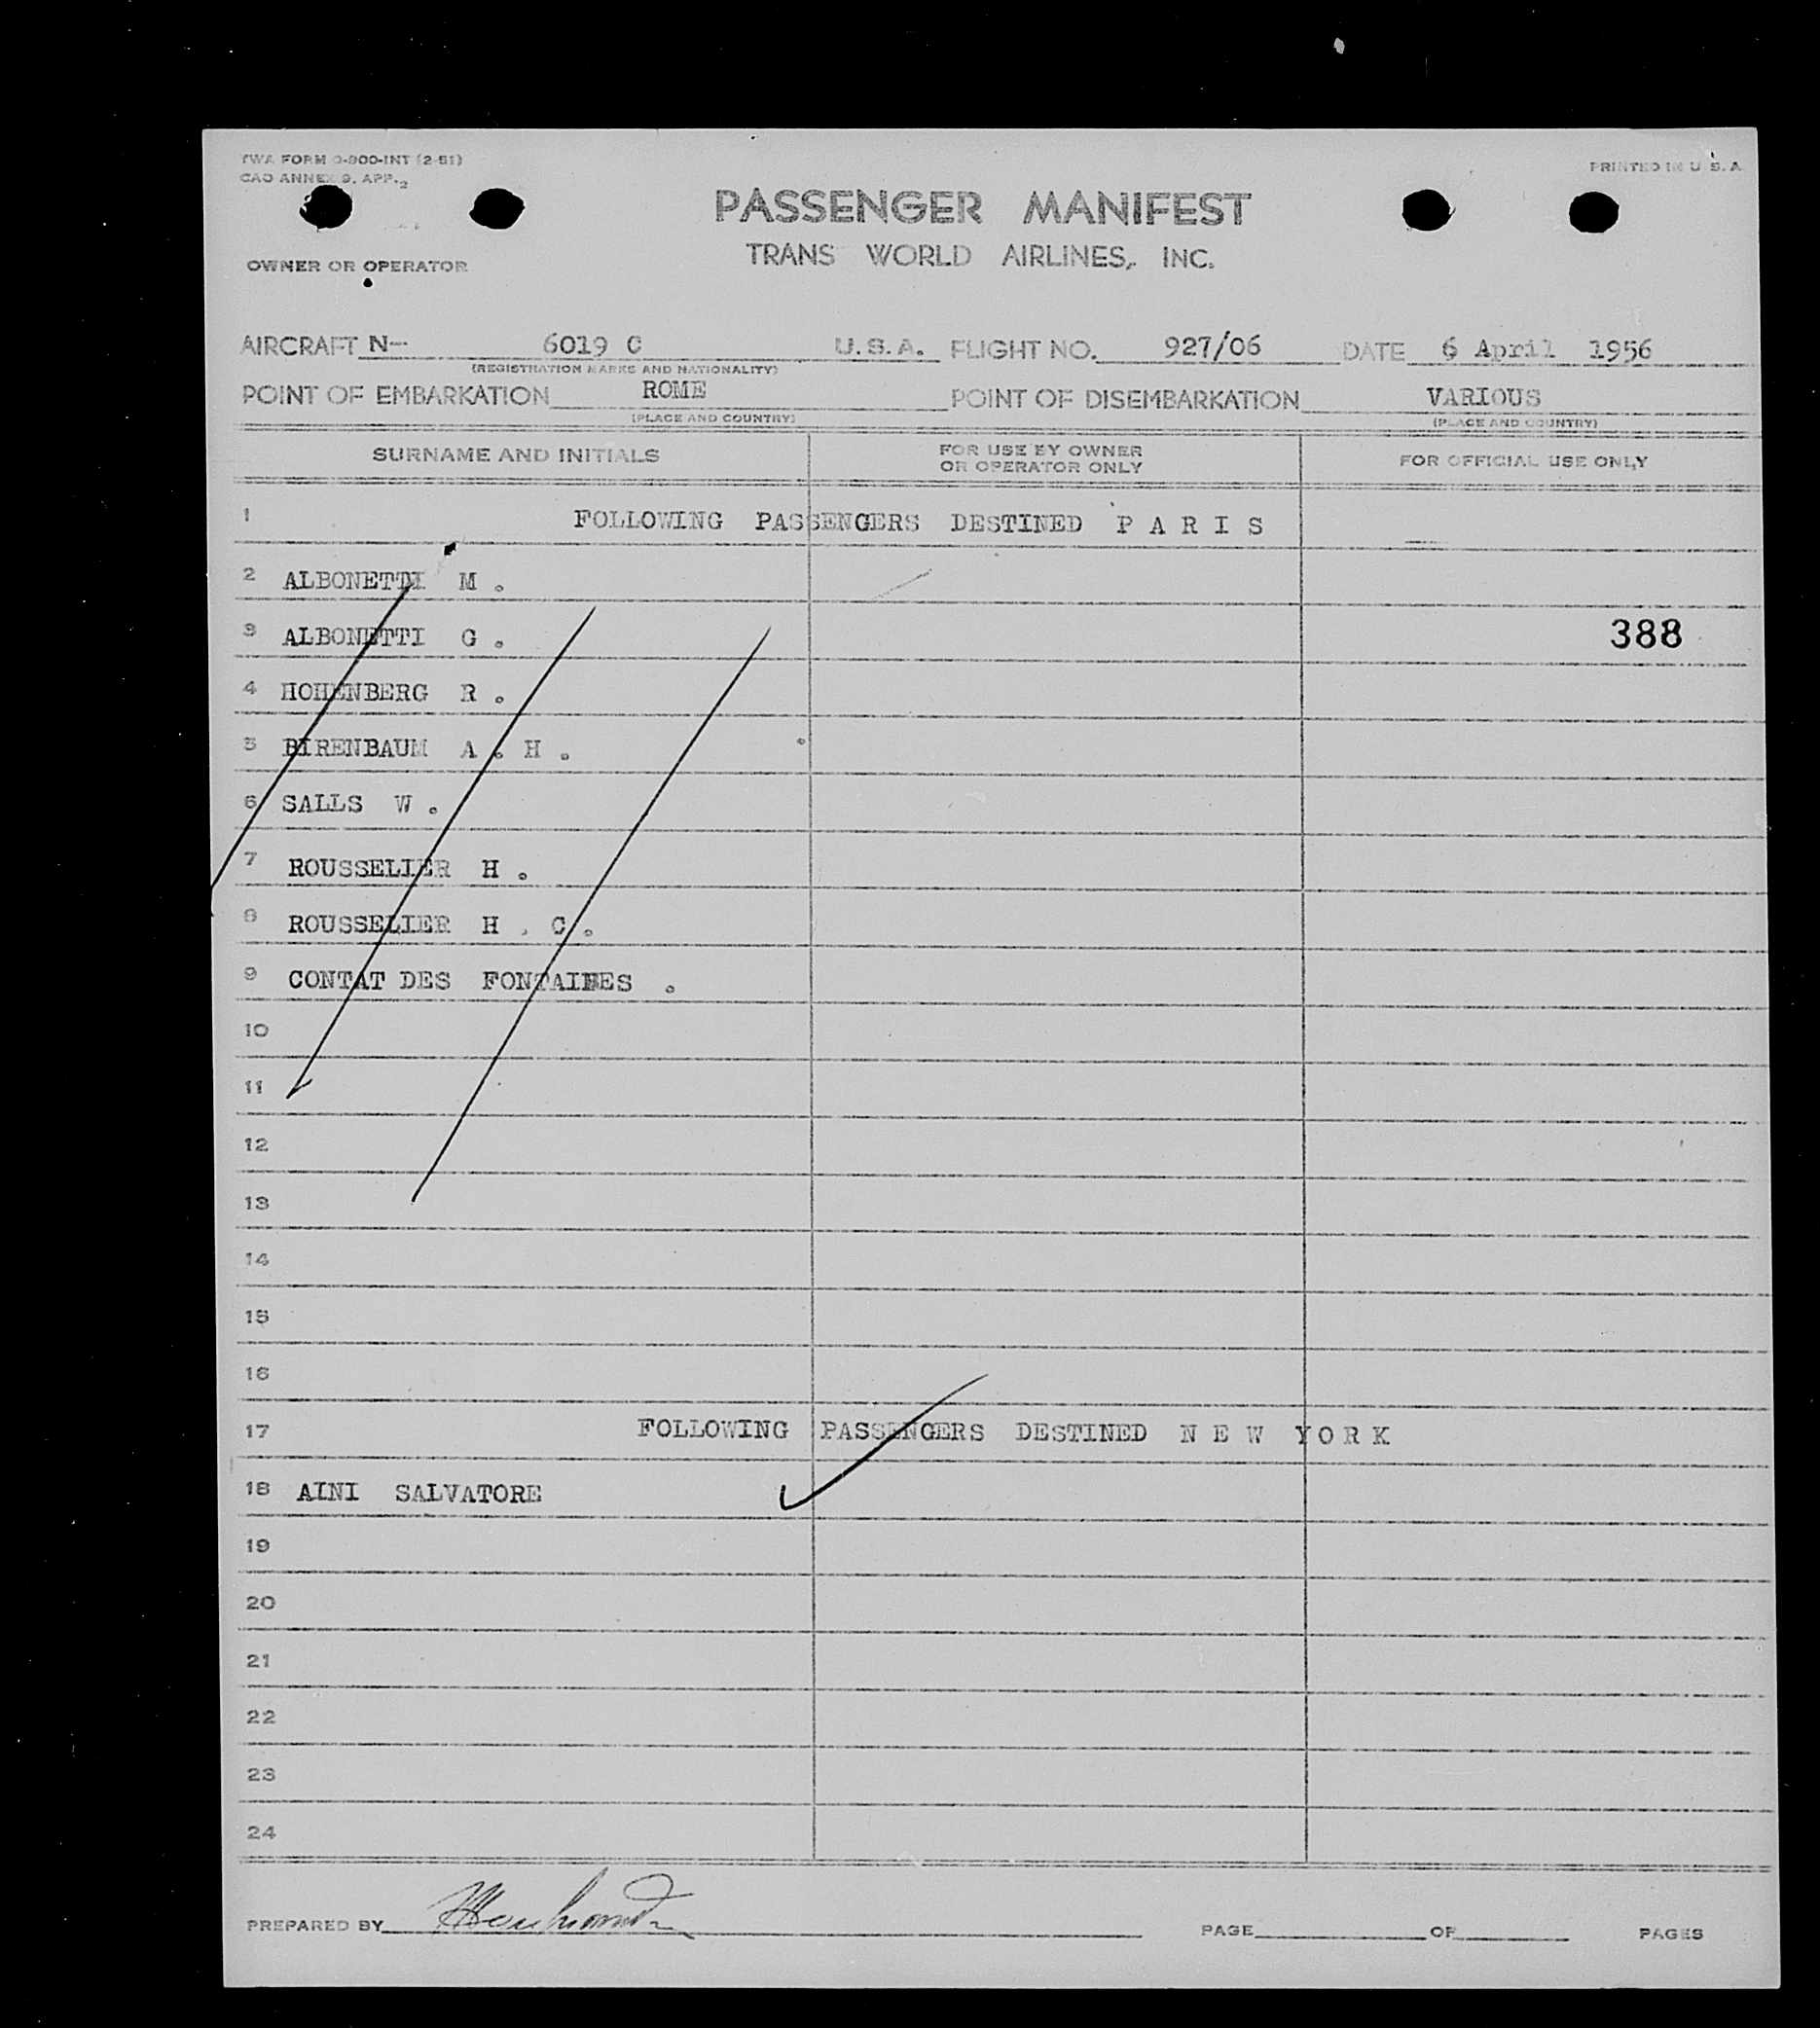 TWA FORM O-900-INT (2-51)
CAO ANNEX 9, APP. 2
PRINTED IN U. S. A
PASSENGER MANIFEST
TRANS WORLD AIRLINES, INC.
OWNER OR OPERATOR
AIRCRAFT N- 6019 C U.S.A. FLIGHT NO. 927/06 DATE 6 April 1956
(REGISTRATION MARKS AND NATIONALITY)
POINT OF EMBARKATION ROME POINT OF DISEMBARKATION VARIOUS
(PLACE AND COUNTRY) (PLACE AND COUNTRY)
SURNAME AND INITIALS FOR USE BY OWNER OR OPERATOR ONLY FOR OFFICIAL USE ONLY
1 FOLLOWING PASSENGERS DESTINED P A R I S
2 ALBONETTI M .
3 ALBONETTI G . 388
4 HOHENBERG R .
5 BIRENBAUM A . H .
6 SALLS W .
7 ROUSSELIER H .
8 ROUSSELIER H . C .
9 CONTAT DES FONTAINES .
10
11
12
13
14
15
16
17 FOLLOWING PASSENGERS DESTINED N E W Y O R K
18 AINI SALVATORE
19
20
21
22
23
24
PREPARED BY PAGE OF PAGES